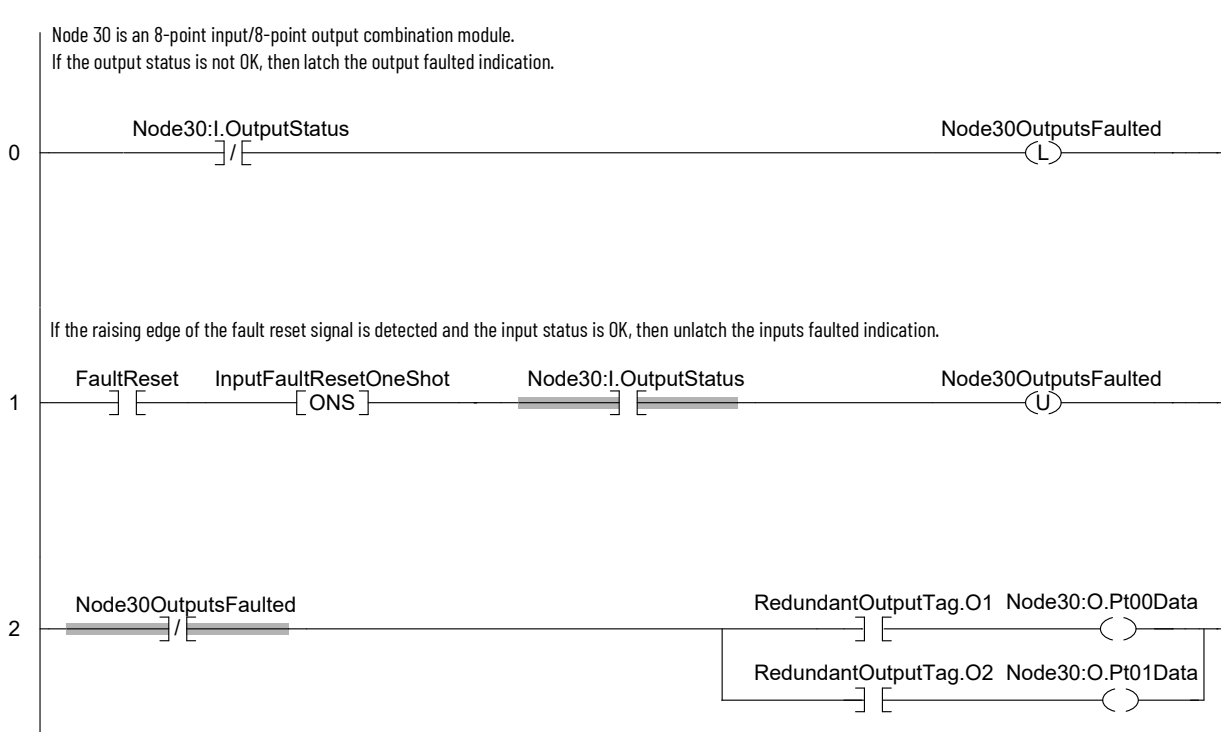 Node 30 is an 8-point input/8-point output combination module.
If the output status is not OK, then latch the output faulted indication.
Node30:I.OutputStatus Node30OutputsFaulted
0 / L
If the raising edge of the fault reset signal is detected and the input status is OK, then unlatch the inputs faulted indication.
FaultReset InputFaultResetOneShot Node30:I.OutputStatus Node30OutputsFaulted
1 ONS U
Node30OutputsFaulted RedundantOutputTag.O1 Node30:O.Pt00Data
2 /
RedundantOutputTag.O2 Node30:O.Pt01Data